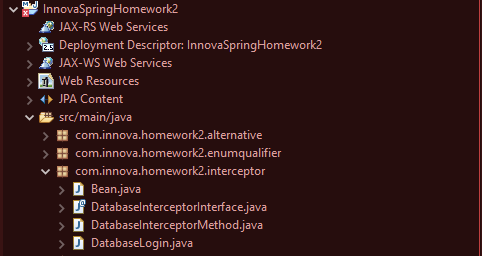 InnovaSpringHomework2
JAX-RS Web Services
Deployment Descriptor: InnovaSpringHomework2
JAX-WS Web Services
Web Resources
JPA Content
src/main/java
com.innova.homework2.alternative
com.innova.homework2.enumqualifier
com.innova.homework2.interceptor
Bean.java
DatabaseInterceptorInterface.java
DatabaseInterceptorMethod.java
DatabaseLogin.java